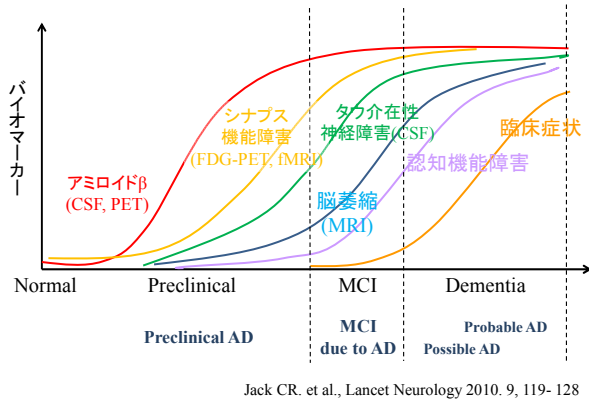 バイオマーカー
アミロイドβ
(CSF, PET)
シナプス
機能障害
(FDG-PET, fMRI)
タウ介在性
神経障害(CSF)
脳萎縮
(MRI)
認知機能障害
臨床症状
Normal
Preclinical
MCI
Dementia
Preclinical AD
MCI
due to AD
Probable AD
Possible AD
Jack CR. et al., Lancet Neurology 2010. 9, 119- 128